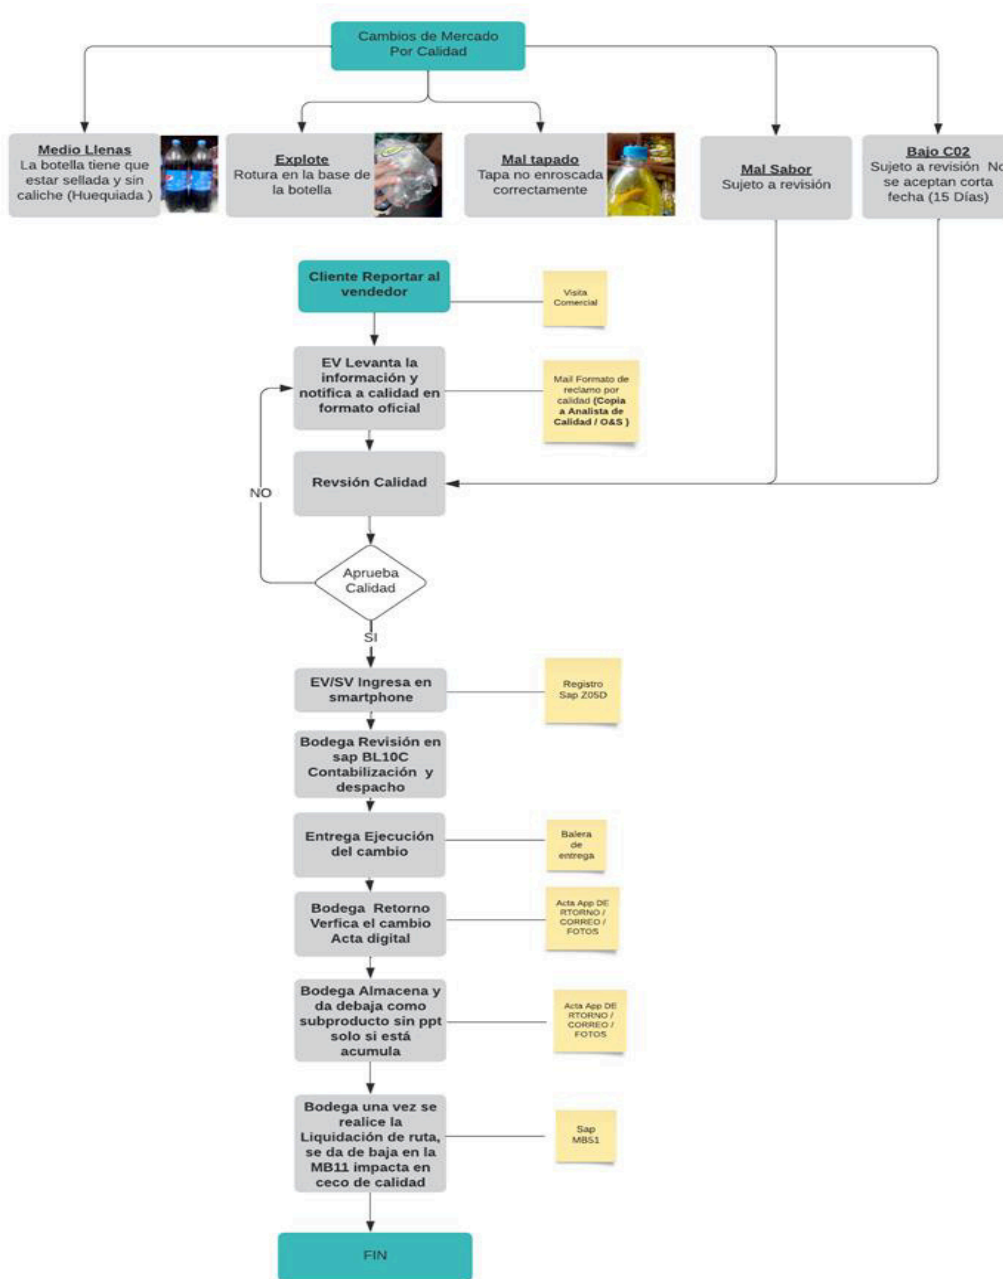 Cambios de Mercado
Por Calidad
Medio Llenas
La botella tiene que
estar sellada y sin
caliche (Huequiada )
Explote
Rotura en la base de
la botella
Mal tapado
Tapa no enroscada
correctamente
Mal Sabor
Sujeto a revisión
Bajo C02
Sujeto a revisión No
se aceptan corta
fecha (15 Días)
Cliente Reportar al
vendedor
Visita
Comercial
EV Levanta la
información y
notifica a calidad en
formato oficial
Mail Formato de
reclamo por
calidad (Copia
a Analista de
Calidad / O&S )
Revsión Calidad
NO
Aprueba
Calidad
SI
EV/SV Ingresa en
smartphone
Registro
Sap Z05D
Bodega Revisión en
sap BL10C
Contabilización y
despacho
Entrega Ejecución
del cambio
Balera
de
entrega
Bodega Retorno
Verfica el cambio
Acta digital
Acta App DE
RTORNO /
CORREO /
FOTOS
Bodega Almacena y
da debaja como
subproducto sin ppt
solo si está
acumula
Acta App DE
RTORNO /
CORREO /
FOTOS
Bodega una vez se
realice la
Liquidación de ruta,
se da de baja en la
MB11 impacta en
ceco de calidad
Sap
MB51
FIN